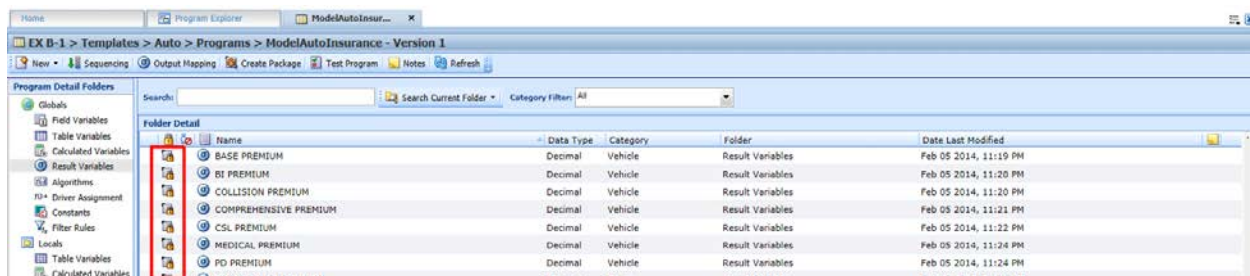 Home
Program Explorer
ModelAutoInsur... ×
EX B-1 > Templates > Auto > Programs > ModelAutoInsurance - Version 1
New Sequencing Output Mapping Create Package Test Program Notes Refresh
Program Detail Folders
Globals
Field Variables
Table Variables
Calculated Variables
Result Variables
Algorithms
Driver Assignment
Constants
Filter Rules
Locals
Table Variables
Calculated Variables
Search: Search Current Folder Category Filter: All
Folder Detail
Name Data Type Category Folder Date Last Modified
BASE PREMIUM Decimal Vehicle Result Variables Feb 05 2014, 11:19 PM
BI PREMIUM Decimal Vehicle Result Variables Feb 05 2014, 11:20 PM
COLLISION PREMIUM Decimal Vehicle Result Variables Feb 05 2014, 11:20 PM
COMPREHENSIVE PREMIUM Decimal Vehicle Result Variables Feb 05 2014, 11:21 PM
CSL PREMIUM Decimal Vehicle Result Variables Feb 05 2014, 11:22 PM
MEDICAL PREMIUM Decimal Vehicle Result Variables Feb 05 2014, 11:24 PM
PD PREMIUM Decimal Vehicle Result Variables Feb 05 2014, 11:24 PM